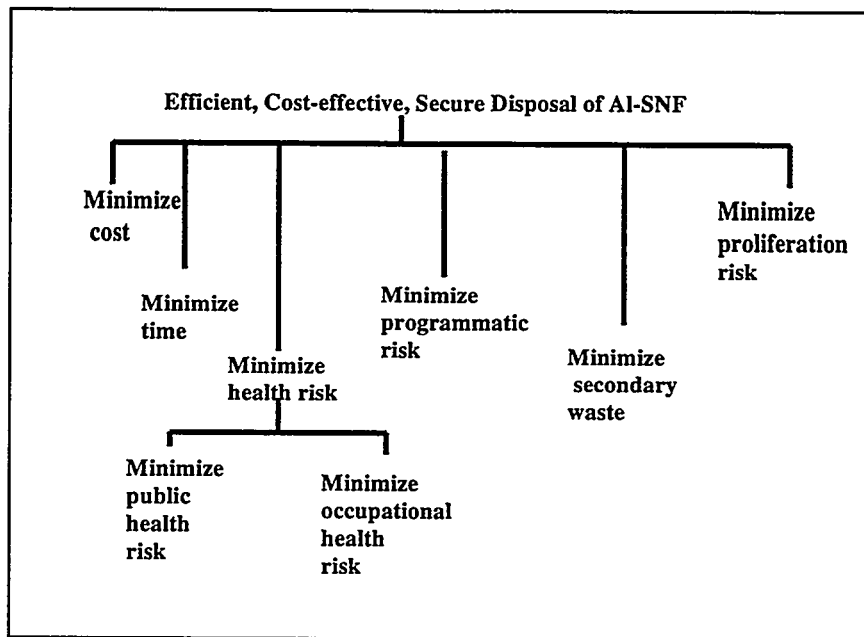 Efficient, Cost-effective, Secure Disposal of Al-SNF
Minimize
cost
Minimize
time
Minimize
health risk
Minimize
public
health
risk
Minimize
occupational
health
risk
Minimize
programmatic
risk
Minimize
secondary
waste
Minimize
proliferation
risk